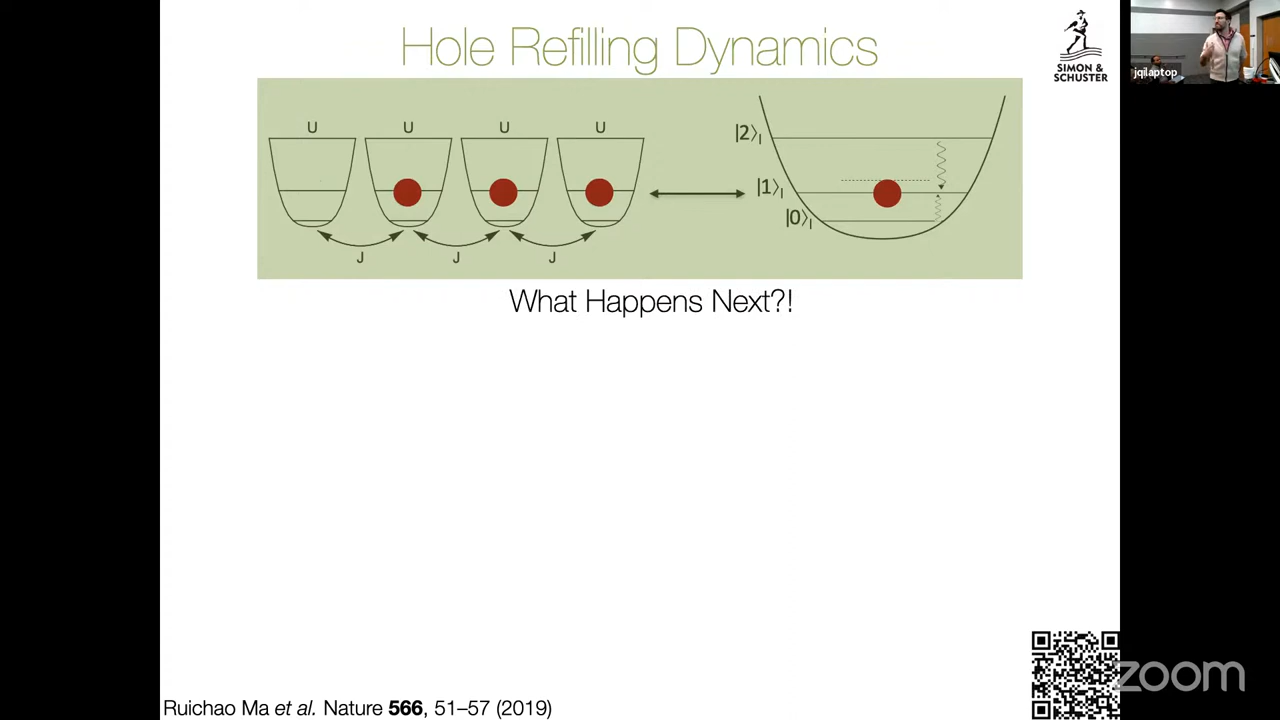 Hole Refilling Dynamics
SIMON &
SCHUSTER
jqilaptop
U U U U
|2⟩l
|1⟩l
|0⟩l
J J J
What Happens Next?!
zoom
Ruichao Ma et al. Nature 566, 51–57 (2019)